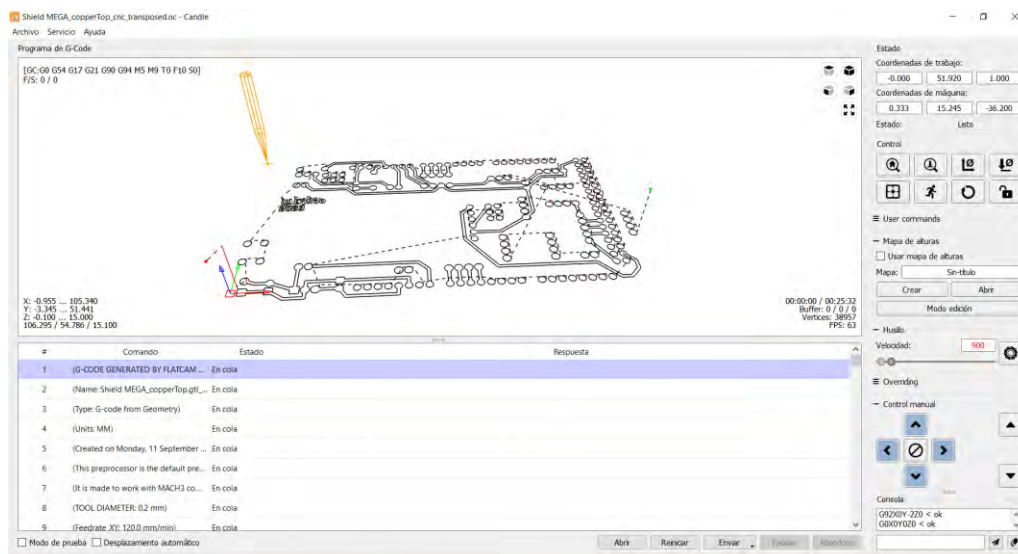 Shield MEGA_copperTop_cnc_transposed.nc - Candle
Archivo Servicio Ayuda
Programa de G-Code
[GC:G0 G54 G17 G21 G90 G94 M5 M9 T0 F10 S0]
F/S: 0 / 0
X: -0.955 ... 105.340
Y: -3.345 ... 51.441
Z: -0.100 ... 15.000
106.295 / 54.786 / 15.100
00:00:00 / 00:25:32
Buffer: 0 / 0 / 0
Vertices: 38957
FPS: 63
# Comando Estado Respuesta
1 (G-CODE GENERATED BY FLATCAM ... En cola
2 (Name: Shield MEGA_copperTop.gtl_... En cola
3 (Type: G-code from Geometry) En cola
4 (Units: MM) En cola
5 (Created on Monday, 11 September ... En cola
6 (This preprocessor is the default pre... En cola
7 (It is made to work with MACH3 co... En cola
8 (TOOL DIAMETER: 0.2 mm) En cola
9 (Feedrate_XY: 120.0 mm/min) En cola
Modo de prueba Desplazamiento automático
Abrir Reiniciar Enviar Pausar Abandonar
Estado
Coordenadas de trabajo:
-0.000 51.920 1.000
Coordenadas de máquina:
0.333 15.245 -36.200
Estado: Listo
Control
User commands
Mapa de alturas
Usar mapa de alturas
Mapa: Sin-título
Crear Abrir
Modo edición
Husillo
Velocidad: 900
Overriding
Control manual
Consola
G92X0Y-2Z0 < ok
G0X0Y0Z0 < ok